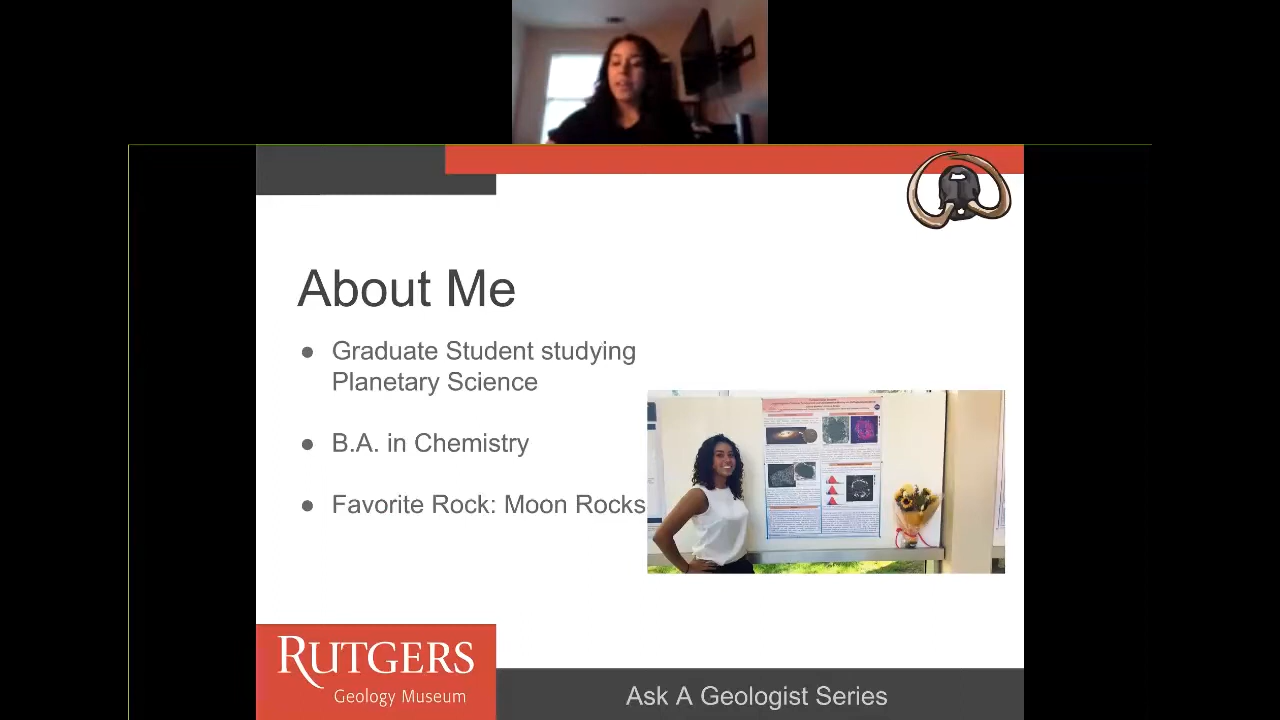 About Me
● Graduate Student studying
Planetary Science
● B.A. in Chemistry
● Favorite Rock: Moon Rocks
RUTGERS
Geology Museum
Ask A Geologist Series